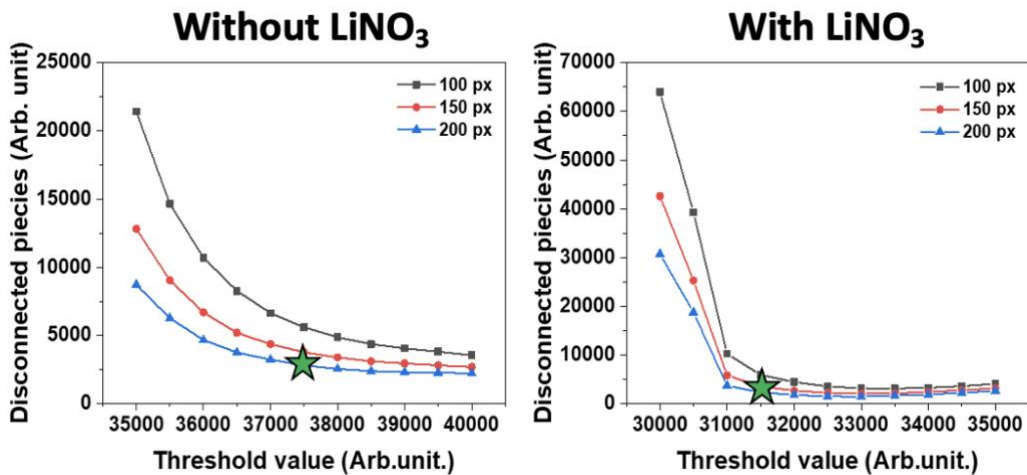 Without LiNO₃
With LiNO₃
Disconnected piecies (Arb. unit)
25000
20000
15000
10000
5000
0
100 px
150 px
200 px
35000 36000 37000 38000 39000 40000
Threshold value (Arb.unit.)
Disconnected piecies (Arb. unit)
70000
60000
50000
40000
30000
20000
10000
0
100 px
150 px
200 px
30000 31000 32000 33000 34000 35000
Threshold value (Arb.unit.)